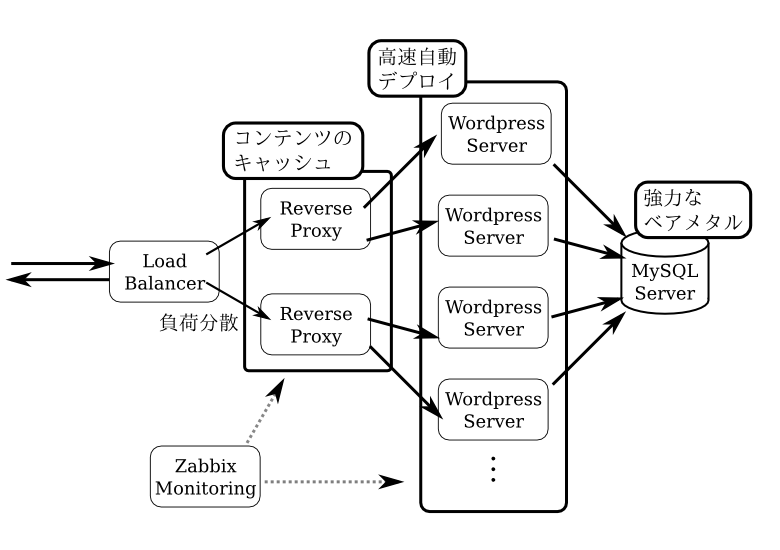 高速自動
デプロイ
コンテンツの
キャッシュ
Wordpress
Server
強力な
ベアメタル
Reverse
Proxy
Wordpress
Server
Load
Balancer
MySQL
Server
負荷分散
Reverse
Proxy
Wordpress
Server
Wordpress
Server
Zabbix
Monitoring